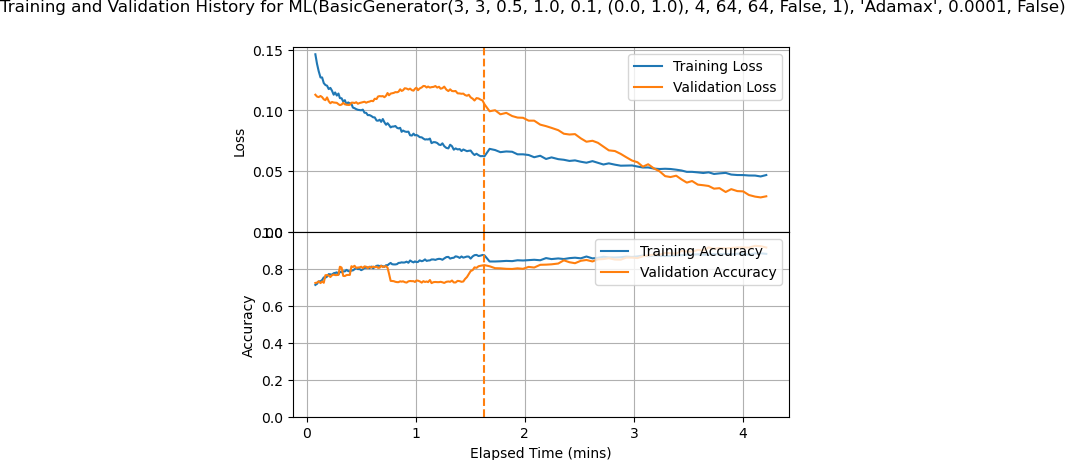 Training and Validation History for ML(BasicGenerator(3, 3, 0.5, 1.0, 0.1, (0.0, 1.0), 4, 64, 64, False, 1), 'Adamax', 0.0001, False)
0.15
0.10
0.05
0.00
Loss
Training Loss
Validation Loss
1.0
0.8
0.6
0.4
0.2
0.0
Accuracy
Training Accuracy
Validation Accuracy
0 1 2 3 4
Elapsed Time (mins)